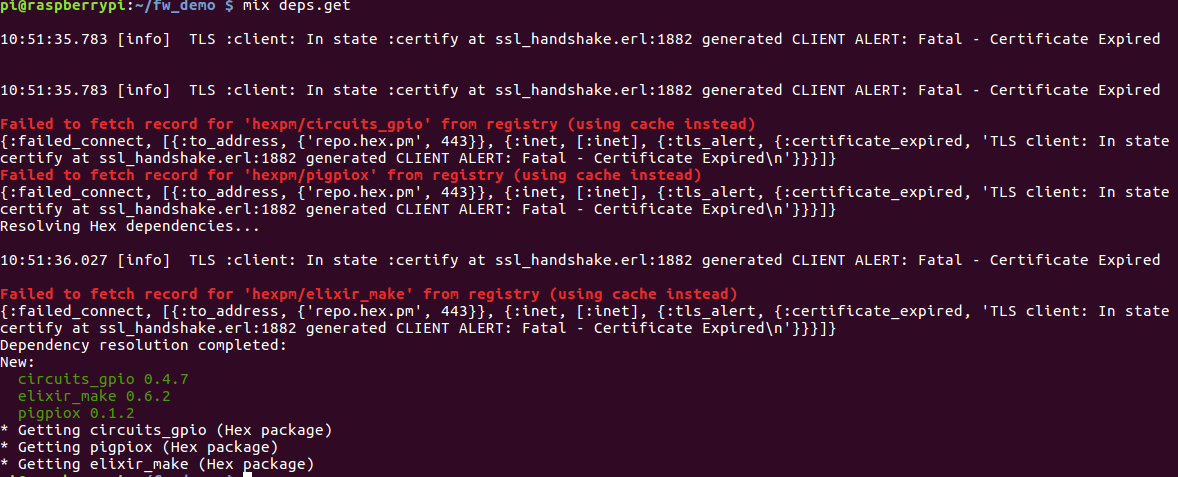 pi@raspberrypi:~/fw_demo $ mix deps.get
10:51:35.783 [info]  TLS :client: In state :certify at ssl_handshake.erl:1882 generated CLIENT ALERT: Fatal - Certificate Expired
10:51:35.783 [info]  TLS :client: In state :certify at ssl_handshake.erl:1882 generated CLIENT ALERT: Fatal - Certificate Expired
Failed to fetch record for 'hexpm/circuits_gpio' from registry (using cache instead)
{:failed_connect, [{:to_address, {'repo.hex.pm', 443}}, {:inet, [:inet], {:tls_alert, {:certificate_expired, 'TLS client: In state
certify at ssl_handshake.erl:1882 generated CLIENT ALERT: Fatal - Certificate Expired\n'}}}]}
Failed to fetch record for 'hexpm/pigpiox' from registry (using cache instead)
{:failed_connect, [{:to_address, {'repo.hex.pm', 443}}, {:inet, [:inet], {:tls_alert, {:certificate_expired, 'TLS client: In state
certify at ssl_handshake.erl:1882 generated CLIENT ALERT: Fatal - Certificate Expired\n'}}}]}
Resolving Hex dependencies...
10:51:36.027 [info]  TLS :client: In state :certify at ssl_handshake.erl:1882 generated CLIENT ALERT: Fatal - Certificate Expired
Failed to fetch record for 'hexpm/elixir_make' from registry (using cache instead)
{:failed_connect, [{:to_address, {'repo.hex.pm', 443}}, {:inet, [:inet], {:tls_alert, {:certificate_expired, 'TLS client: In state
certify at ssl_handshake.erl:1882 generated CLIENT ALERT: Fatal - Certificate Expired\n'}}}]}
Dependency resolution completed:
New:
  circuits_gpio 0.4.7
  elixir_make 0.6.2
  pigpiox 0.1.2
* Getting circuits_gpio (Hex package)
* Getting pigpiox (Hex package)
* Getting elixir_make (Hex package)